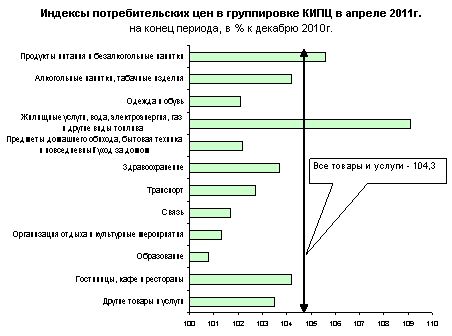 Индексы потребительских цен в группировке КИПЦ в апреле 2011г.
на конец периода, в % к декабрю 2010г.
Продукты питания и безалкогольные напитки
Алкогольные напитки, табачные изделия
Одежда и обувь
Жилищные услуги, вода, электроэнергия, газ
и другие виды топлива
Предметы домашнего обихода, бытовая техника
и повседневный уход за домом
Здравоохранение
Транспорт
Связь
Организация отдыха и культурные мероприятия
Образование
Гостиницы, кафе и рестораны
Другие товары и услуги
Все товары и услуги - 104,3
100 101 102 103 104 105 106 107 108 109 110